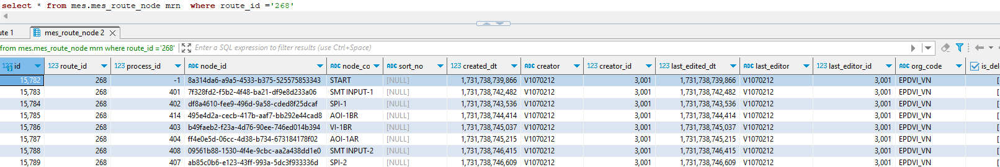 select * from mes.mes_route_node mrn where route_id ='268'
ute 1 mes_route_node 2
from mes.mes_route_node mrn where route_id ='268' Enter a SQL expression to filter results (use Ctrl+Space)
123 id 123 route_id 123 process_id ABC node_id ABC node_co ABC sort_no 123 created_dt ABC creator 123 creator_id 123 last_edited_dt ABC last_editor 123 last_editor_id ABC org_code is_del
15,782 268 -1 8a314da6-a9a5-4533-b375-525575853343 START [NULL] 1,731,738,739,866 V1070212 3,001 1,731,738,739,866 V1070212 3,001 EPDVI_VN [
15,783 268 401 7f328fd2-f5b2-4f48-ba21-df9e8d233a06 SMT INPUT-1 [NULL] 1,731,738,742,482 V1070212 3,001 1,731,738,742,482 V1070212 3,001 EPDVI_VN [
15,784 268 402 df8a4610-fee9-496d-9a58-cded8f25dcaf SPI-1 [NULL] 1,731,738,743,536 V1070212 3,001 1,731,738,743,536 V1070212 3,001 EPDVI_VN [
15,785 268 414 495e4d2a-cecb-417b-aaf7-bb292e44cad8 AOI-1BR [NULL] 1,731,738,744,414 V1070212 3,001 1,731,738,744,414 V1070212 3,001 EPDVI_VN [
15,786 268 403 b49faeb2-f23a-4d76-90ee-746ed014b394 VI-1BR [NULL] 1,731,738,745,037 V1070212 3,001 1,731,738,745,037 V1070212 3,001 EPDVI_VN [
15,787 268 404 ff4e0e5d-06cc-4d38-b734-673184178f02 AOI-1AR [NULL] 1,731,738,745,215 V1070212 3,001 1,731,738,745,215 V1070212 3,001 EPDVI_VN [
15,788 268 408 09561b88-1530-4f4e-9cbc-aa2a438dd1e0 SMT INPUT-2 [NULL] 1,731,738,746,415 V1070212 3,001 1,731,738,746,415 V1070212 3,001 EPDVI_VN [
15,789 268 407 ab85c0b6-e123-43ff-993a-5dc3f933336d SPI-2 [NULL] 1,731,738,746,609 V1070212 3,001 1,731,738,746,609 V1070212 3,001 EPDVI_VN [